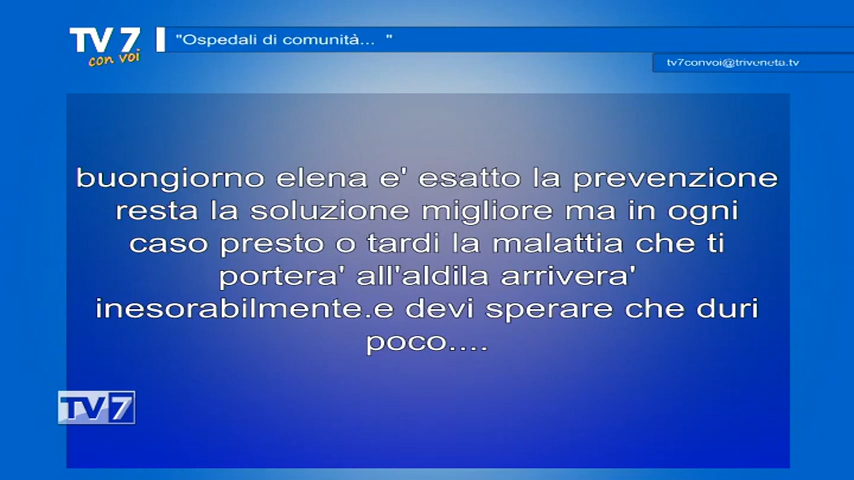 TV7
con voi
"Ospedali di comunità... "
tv7convoi@triveneta.tv
buongiorno elena e' esatto la prevenzione
resta la soluzione migliore ma in ogni
caso presto o tardi la malattia che ti
portera' all'aldila arrivera'
inesorabilmente.e devi sperare che duri
poco....
TV7